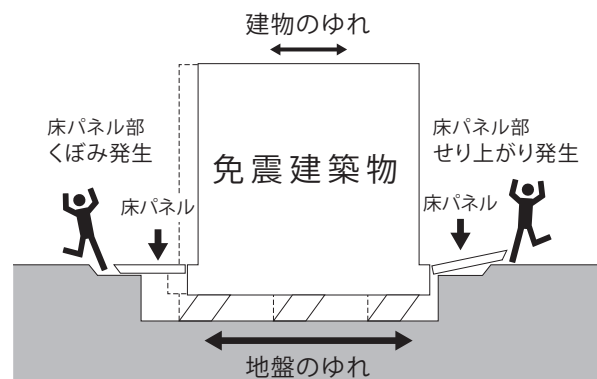 建物のゆれ
床パネル部
くぼみ発生
床パネル部
せり上がり発生
免震建築物
床パネル
床パネル
地盤のゆれ